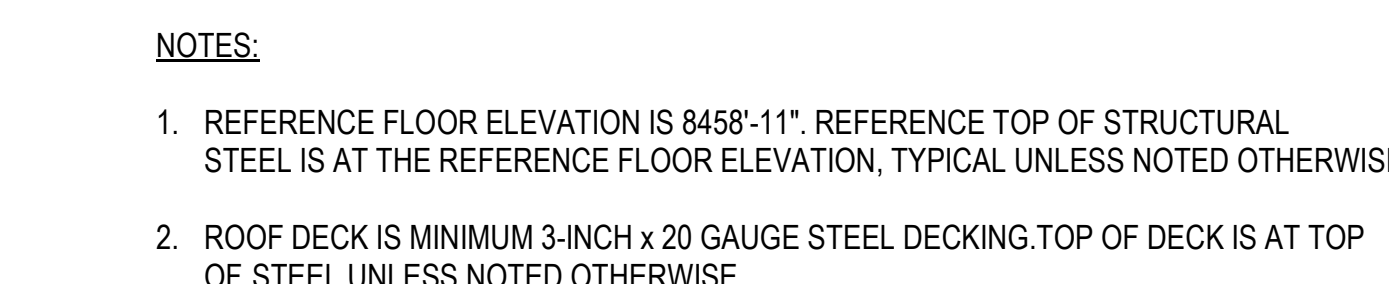 NOTES:
1. REFERENCE FLOOR ELEVATION IS 8458'-11". REFERENCE TOP OF STRUCTURAL
STEEL IS AT THE REFERENCE FLOOR ELEVATION, TYPICAL UNLESS NOTED OTHERWISE
2. ROOF DECK IS MINIMUM 3-INCH x 20 GAUGE STEEL DECKING.TOP OF DECK IS AT TOP
OF STEEL UNLESS NOTED OTHERWISE